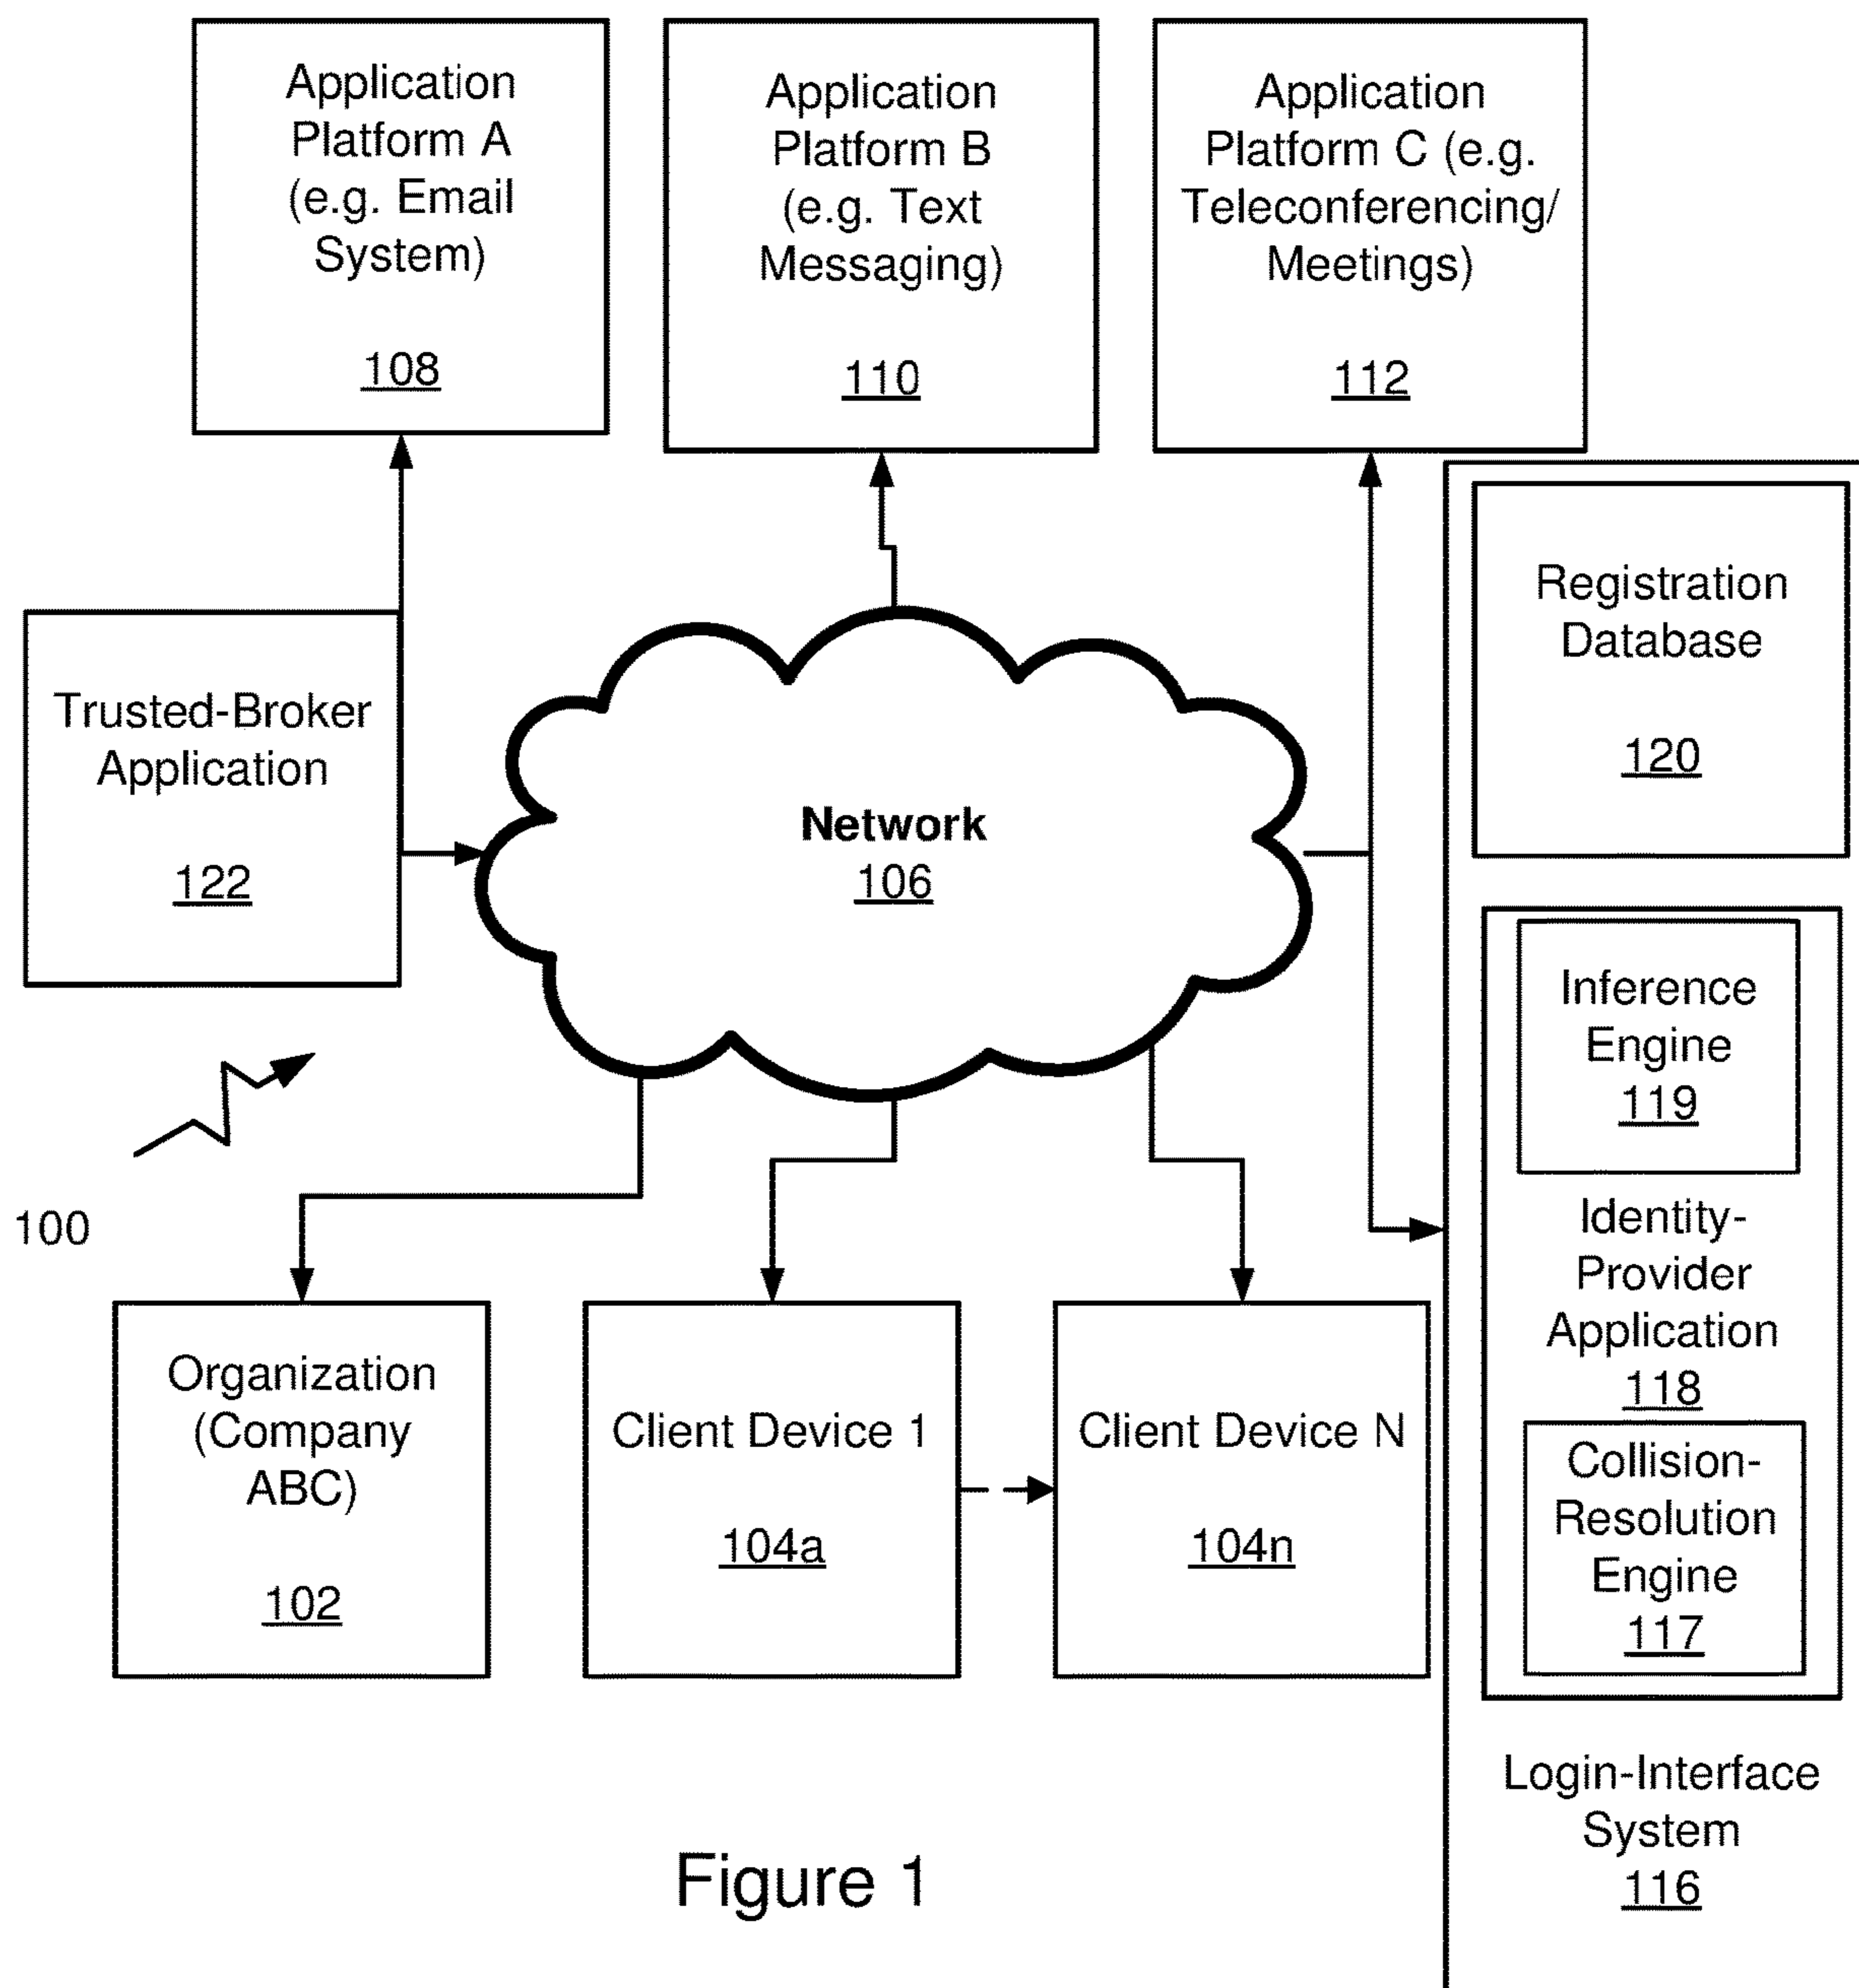 Application
Platform A
(e.g. Email
System)
108
Application
Platform B
(e.g. Text
Messaging)
110
Application
Platform C (e.g.
Teleconferencing/
Meetings)
112
Trusted-Broker
Application
122
Network
106
Registration
Database
120
Inference
Engine
119
Identity-
Provider
Application
118
Collision-
Resolution
Engine
117
Login-Interface
System
116
100
Organization
(Company
ABC)
102
Client Device 1
104a
Client Device N
104n
Figure 1